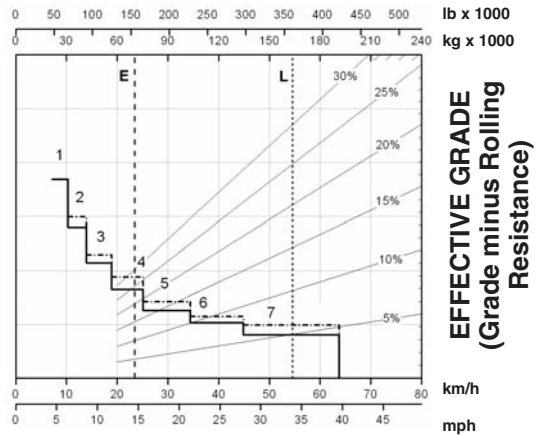 0 50 100 150 200 250 300 350 400 450 500 lb x 1000
0 30 60 90 120 150 180 210 240 kg x 1000
E L
30%
25%
20%
15%
10%
5%
1
2
3
4
5
6
7
EFFECTIVE GRADE
(Grade minus Rolling
Resistance)
0 10 20 30 40 50 60 70 80 km/h
0 5 10 15 20 25 30 35 40 45 mph